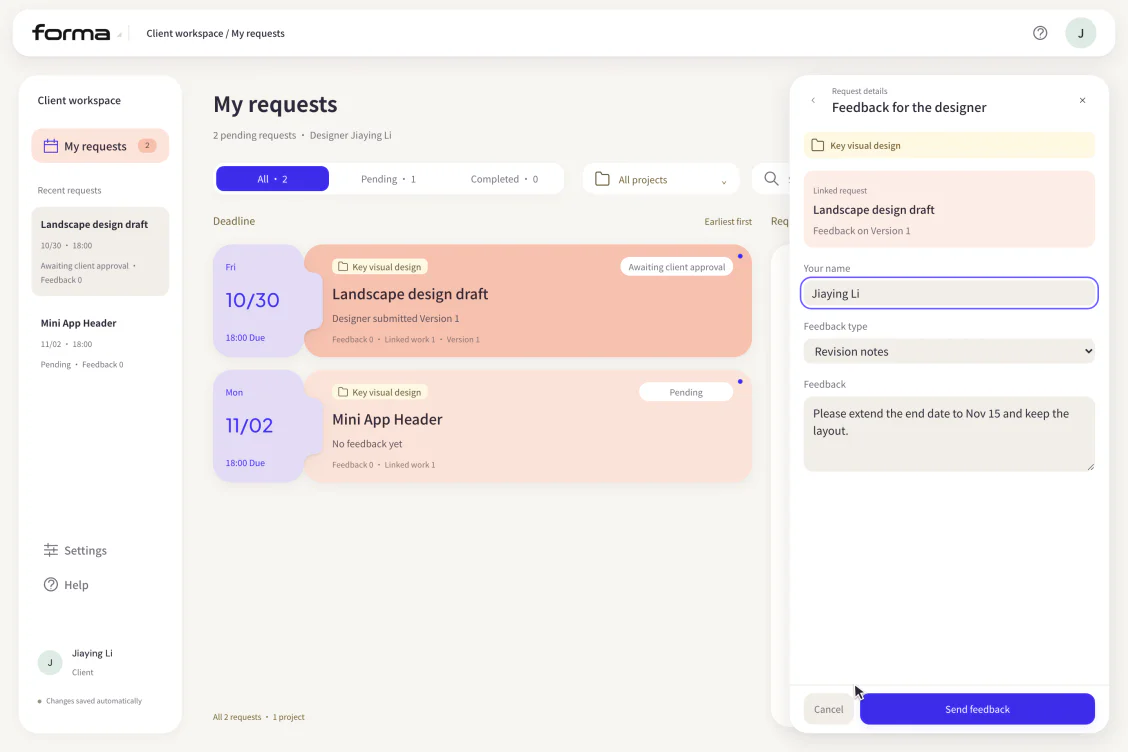 forma
Client workspace / My requests
J
Client workspace
My requests
2
Recent requests
Landscape design draft
10/30 • 18:00
Awaiting client approval •
Feedback 0
Mini App Header
11/02 • 18:00
Pending • Feedback 0
Settings
Help
J
Jiaying Li
Client
Changes saved automatically
My requests
2 pending requests • Designer Jiaying Li
All • 2
Pending • 1
Completed • 0
All projects
Deadline
Earliest first
Fri
10/30
18:00 Due
Key visual design
Awaiting client approval
Landscape design draft
Designer submitted Version 1
Feedback 0 • Linked work 1 • Version 1
Mon
11/02
18:00 Due
Key visual design
Pending
Mini App Header
No feedback yet
Feedback 0 • Linked work 1
All 2 requests • 1 project
Request details
Feedback for the designer
Key visual design
Linked request
Landscape design draft
Feedback on Version 1
Your name
Jiaying Li
Feedback type
Revision notes
Feedback
Please extend the end date to Nov 15 and keep the
layout.
Cancel
Send feedback